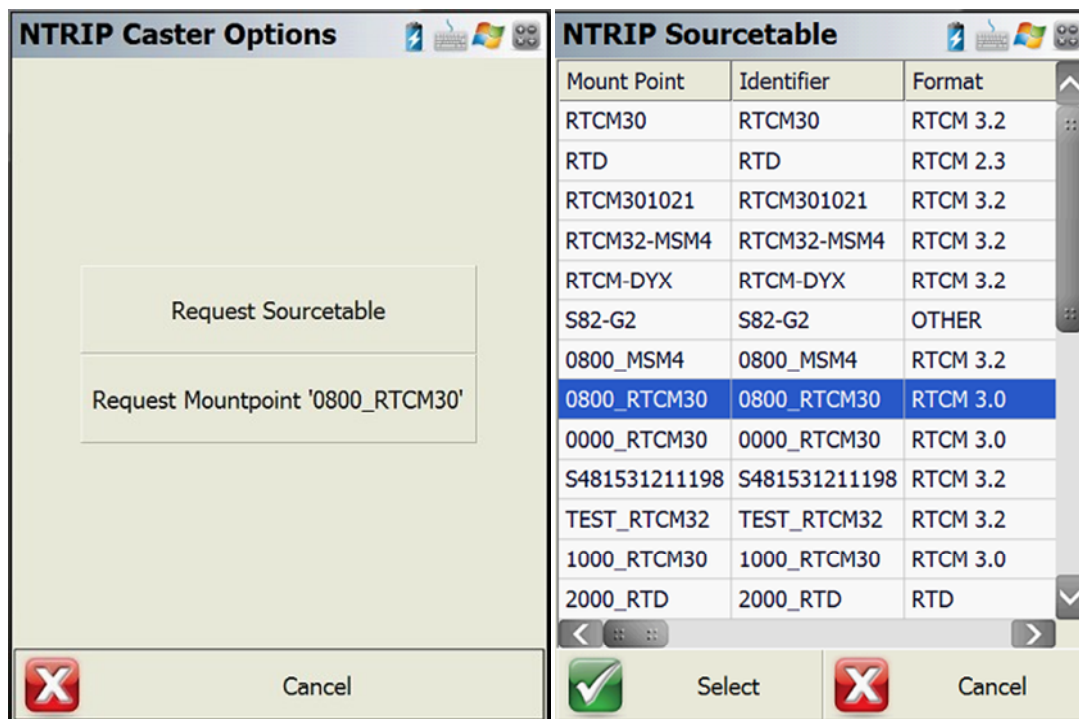 NTRIP Caster Options
Request Sourcetable
Request Mountpoint '0800_RTCM30'
Cancel
NTRIP Sourcetable
Mount Point Identifier Format
RTCM30 RTCM30 RTCM 3.2
RTD RTD RTCM 2.3
RTCM301021 RTCM301021 RTCM 3.2
RTCM32-MSM4 RTCM32-MSM4 RTCM 3.2
RTCM-DYX RTCM-DYX RTCM 3.2
S82-G2 S82-G2 OTHER
0800_MSM4 0800_MSM4 RTCM 3.2
0800_RTCM30 0800_RTCM30 RTCM 3.0
0000_RTCM30 0000_RTCM30 RTCM 3.0
S481531211198 S481531211198 RTCM 3.2
TEST_RTCM32 TEST_RTCM32 RTCM 3.2
1000_RTCM30 1000_RTCM30 RTCM 3.0
2000_RTD 2000_RTD RTD
Select Cancel